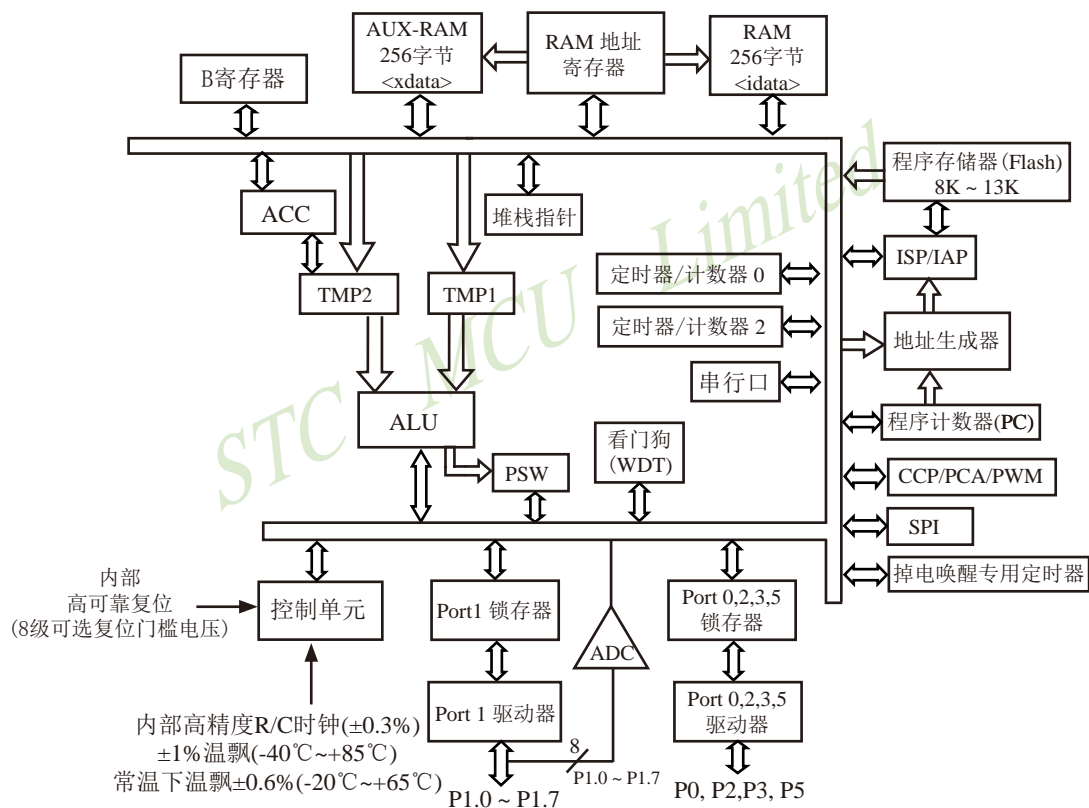 AUX-RAM
256字节
<xdata>
RAM 地址
寄存器
RAM
256字节
<idata>
B寄存器
程序存储器(Flash)
8K ~ 13K
ACC
堆栈指针
ISP/IAP
TMP2
TMP1
定时器/计数器 0
定时器/计数器 2
地址生成器
串行口
ALU
程序计数器(PC)
看门狗
(WDT)
PSW
CCP/PCA/PWM
SPI
掉电唤醒专用定时器
内部
高可靠复位
(8级可选复位门槛电压)
控制单元
Port1 锁存器
Port 0,2,3,5
锁存器
ADC
Port 1 驱动器
Port 0,2,3,5
驱动器
内部高精度R/C时钟(±0.3%)
±1%温飘(-40℃~+85℃)
常温下温飘±0.6%(-20℃~+65℃)
8
P1.0 ~ P1.7
P1.0 ~ P1.7
P0, P2,P3, P5
STC MCU Limited